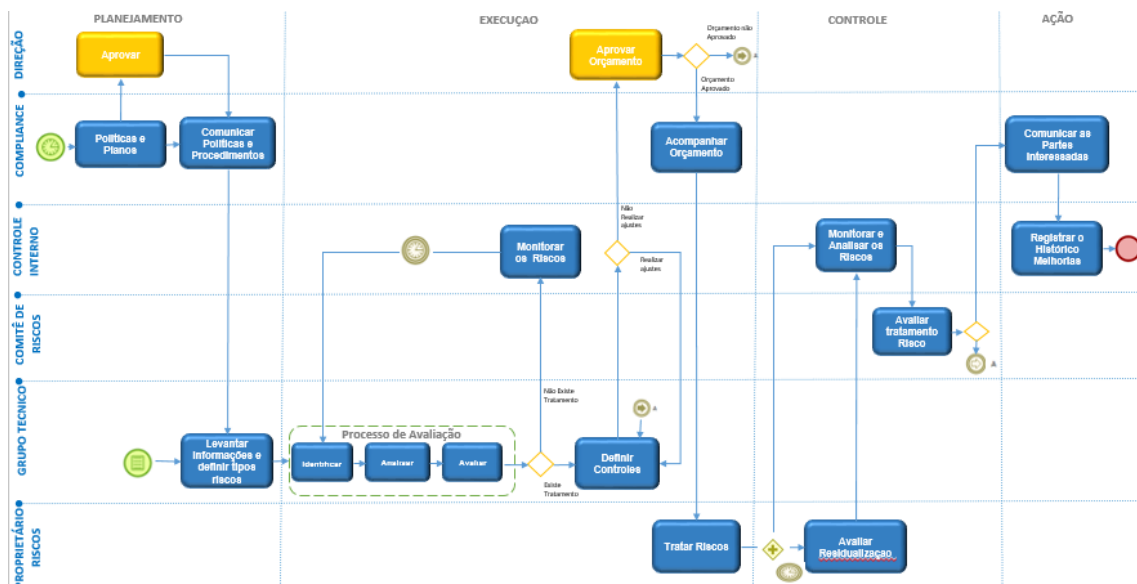 PLANEJAMENTO
EXECUÇAO
CONTROLE
AÇÃO
DIREÇÃO
Aprovar
Aprovar
Orçamento
Orçamento não
Aprovado
A
Orçamento
Aprovado
COMPLIANCE
Políticas e
Planos
Comunicar
Políticas e
Procedimentos
Acompanhar
Orçamento
Comunicar as
Partes
Interessadas
CONTROLE
INTERNO
Monitorar
os Riscos
Não
Realizar
ajustes
Realizar
ajustes
Monitorar e
Analisar os
Riscos
Registrar o
Histórico
Melhorias
COMITÊ DE
RISCOS
Avaliar
tratamento
Risco
A
GRUPO TECNICO
Levantar
Informações e
definir tipos
riscos
Processo de Avaliação
Identificar
Analisar
Avaliar
Não Existe
Tratamento
Existe
Tratamento
A
Definir
Controles
PROPRIETÁRIO
RISCOS
Tratar Riscos
Avaliar
Residualizaçao